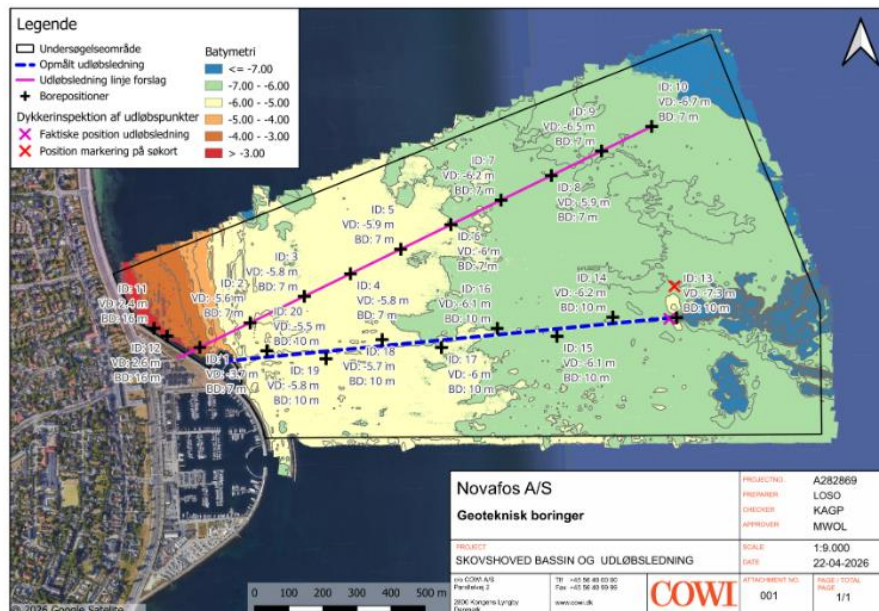 Legende
Undersøgelseområde
Opmålt udløbsledning
Udløbsledning linje forslag
Borepositioner
Dykkerinspektion af udløbspunkter
Faktiske position udløbsledning
Position markering på søkort
Batymetri
<= -7.00
-7.00 - -6.00
-6.00 - -5.00
-5.00 - -4.00
-4.00 - -3.00
> -3.00
ID: 10
VD: -6.7 m
BD: 7 m
ID: 9
VD: -6.5 m
BD: 7 m
ID: 8
VD: -5.9 m
BD: 7 m
ID: 7
VD: -6.2 m
BD: 7 m
ID: 6
VD: -6 m
BD: 7 m
ID: 5
VD: -5.9 m
BD: 7 m
ID: 4
VD: -5.8 m
BD: 7 m
ID: 3
VD: -5.8 m
BD: 7 m
ID: 2
VD: -5.6 m
BD: 7 m
ID: 20
VD: -5.5 m
BD: 10 m
ID: 11
VD: 2.4 m
BD: 16 m
ID: 12
VD: 2.6 m
BD: 16 m
ID: 1
VD: -3.7 m
BD: 7 m
ID: 19
VD: -5.8 m
BD: 10 m
ID: 18
VD: -5.7 m
BD: 10 m
ID: 17
VD: -6 m
BD: 10 m
ID: 16
VD: -6.1 m
BD: 10 m
ID: 15
VD: -6.1 m
BD: 10 m
ID: 14
VD: -6.2 m
BD: 10 m
ID: 13
VD: -7.3 m
BD: 10 m
© 2026 Google Satelite
0 100 200 300 400 500 m
Novafos A/S
Geoteknisk boringer
PROJECT
SKOVSHOVED BASSIN OG UDLØBSLEDNING
COWI A/S
Parallelvej 2
2800 Kongens Lyngby
www.cowi.dk
COWI
PROJECTNO. A282869
PREPARER LOSO
CHECKER KAGP
APPROVER MWOL
SCALE 1:9.000
DATE 22-04-2026
ATTACHMENT NO. 001
PAGE / TOTAL PAGE 1/1